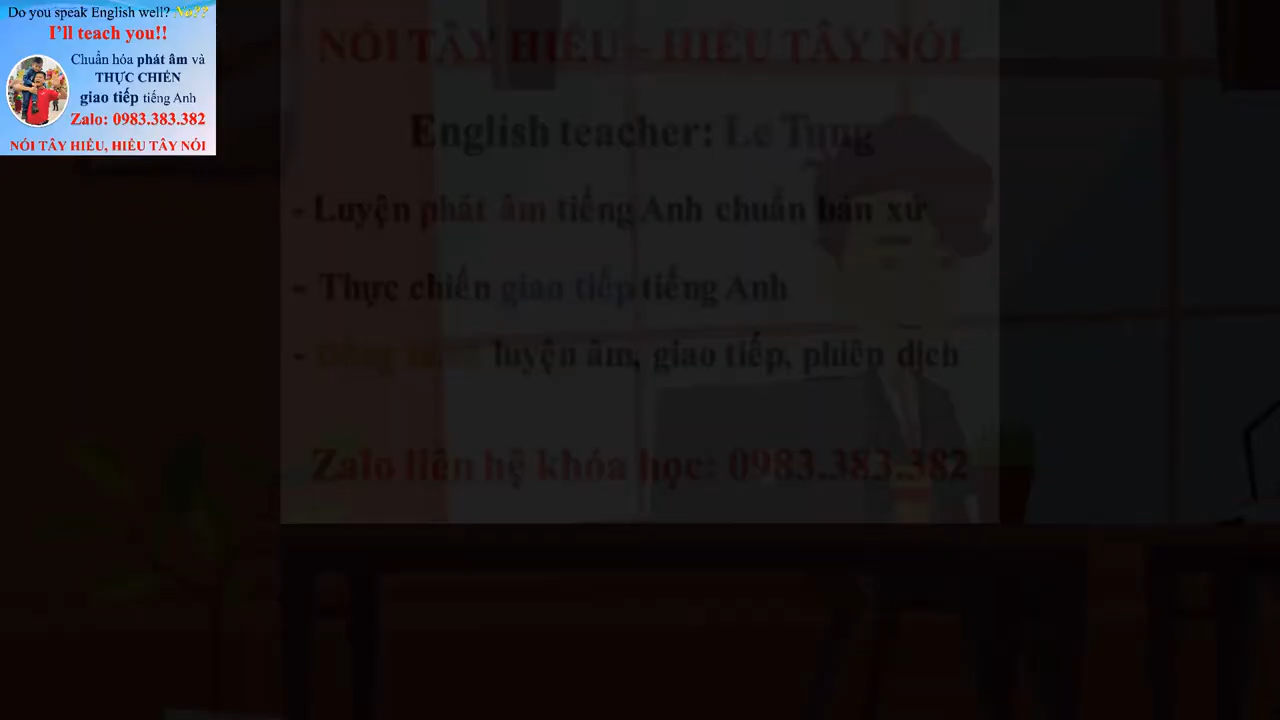 Do you speak English well? No??
I'll teach you!!
Chuẩn hóa phát âm và
THỰC CHIẾN
giao tiếp tiếng Anh
Zalo: 0983.383.382
NÓI TÂY HIỂU, HIỂU TÂY NÓI
NÓI TÂY HIỂU - HIỂU TÂY NÓI
English teacher: Le Tung
- Luyện phát âm tiếng Anh chuẩn bản xứ
- Thực chiến giao tiếp tiếng Anh
- luyện âm, giao tiếp, phiên dịch
Zalo liên hệ khóa học: 0983.383.382